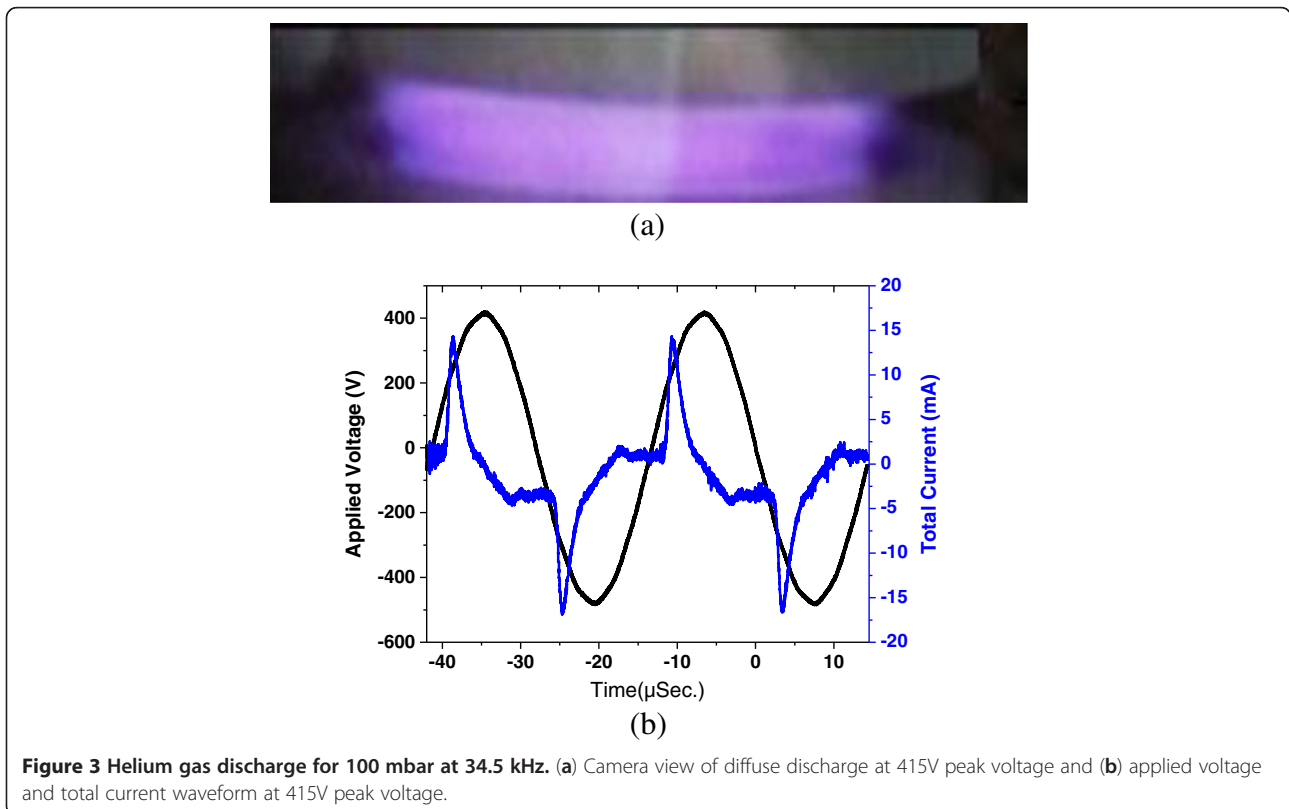 (a)
400
200
0
-200
-400
-600
Applied Voltage (V)
20
15
10
5
0
-5
-10
-15
-20
Total Current (mA)
-40 -30 -20 -10 0 10
Time(µSec.)
(b)
Figure 3 Helium gas discharge for 100 mbar at 34.5 kHz. (a) Camera view of diffuse discharge at 415V peak voltage and (b) applied voltage
and total current waveform at 415V peak voltage.